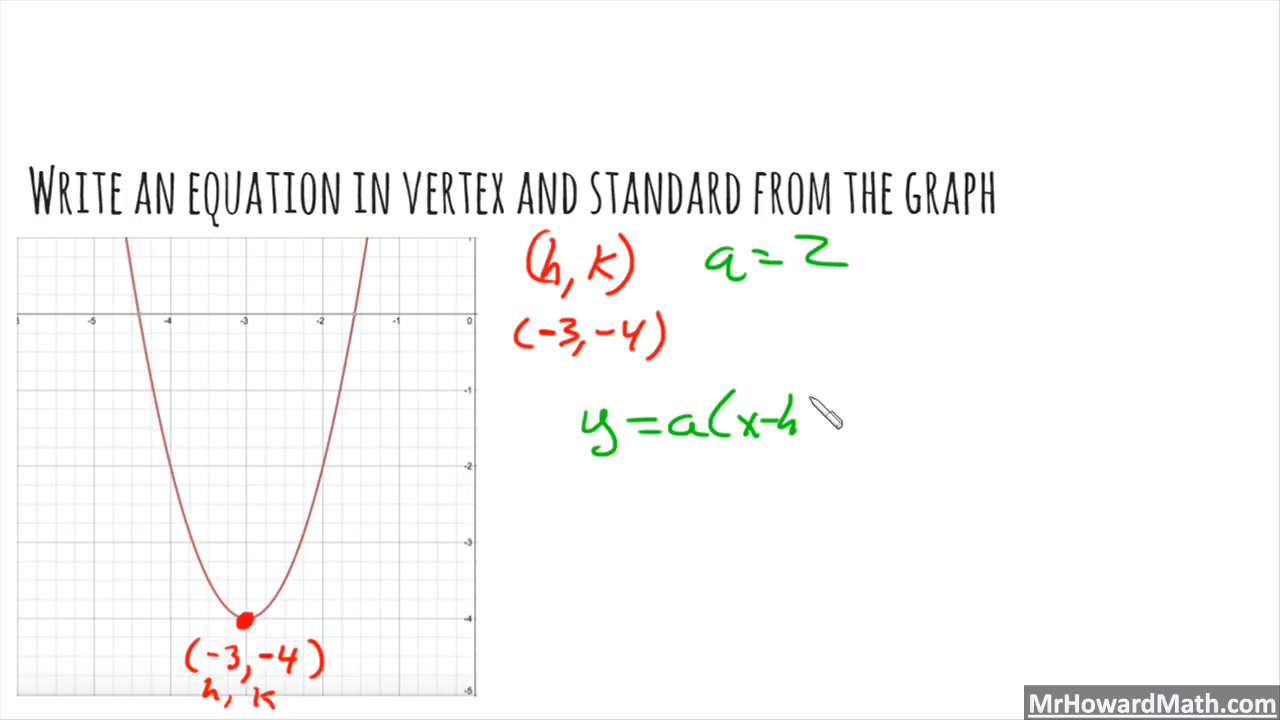 WRITE AN EQUATION IN VERTEX AND STANDARD FROM THE GRAPH
(h, k) a = 2
(-3, -4)
y = a(x-h
-5 -4 -3 -2 -1 0
-1
-2
-3
-4
(-3, -4)
h, k
-5
MrHowardMath.com